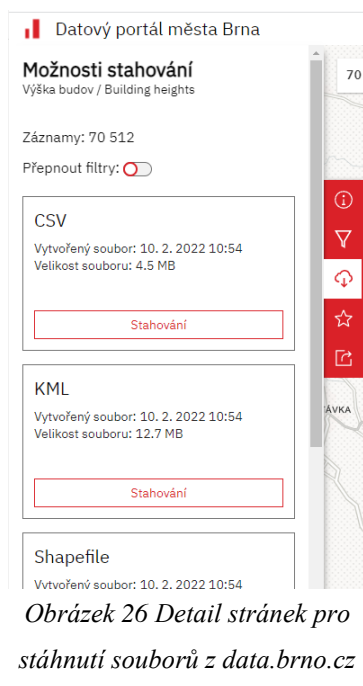 Datový portál města Brna
Možnosti stahování
Výška budov / Building heights
70
Záznamy: 70 512
Přepnout filtry:
CSV
Vytvořený soubor: 10. 2. 2022 10:54
Velikost souboru: 4.5 MB
Stahování
KML
Vytvořený soubor: 10. 2. 2022 10:54
Velikost souboru: 12.7 MB
ÁVKA
Stahování
Shapefile
Vytvořený soubor: 10. 2. 2022 10:54
Obrázek 26 Detail stránek pro
stáhnutí souborů z data.brno.cz